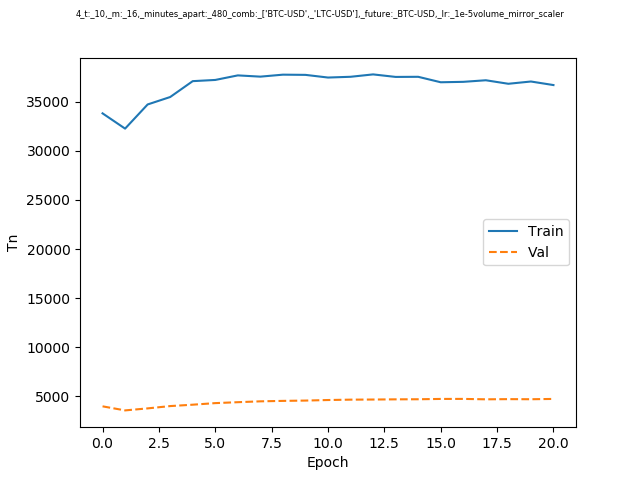 4_t:_10,_m:_16,_minutes_apart:_480_comb:_['BTC-USD',_'LTC-USD'],_future:_BTC-USD,_lr:_1e-5volume_mirror_scaler
35000
30000
25000
20000
15000
10000
5000
Tn
Train
Val
0.0 2.5 5.0 7.5 10.0 12.5 15.0 17.5 20.0
Epoch